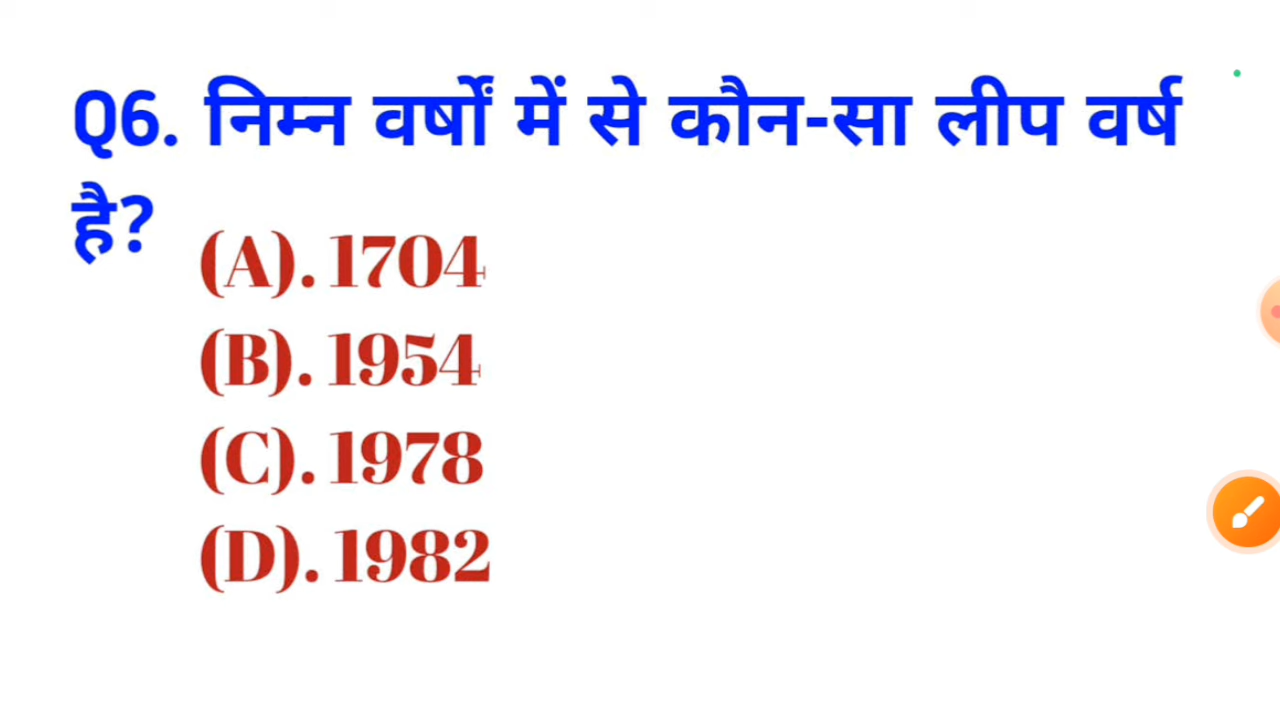 Q6. निम्न वर्षों में से कौन-सा लीप वर्ष
है?
(A). 1704
(B). 1954
(C). 1978
(D). 1982